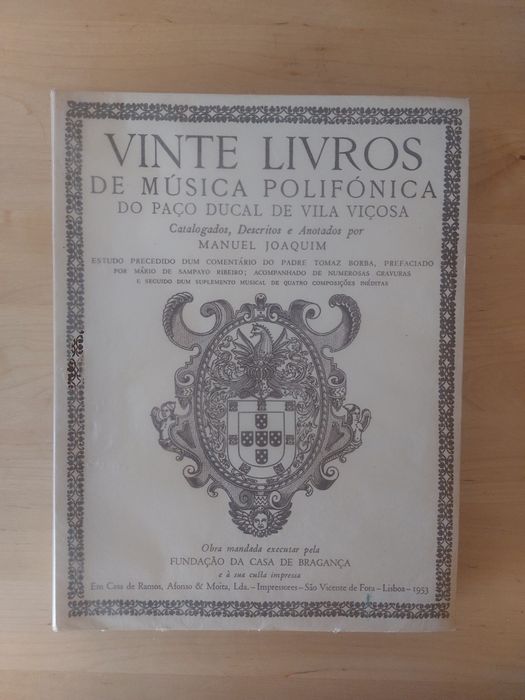 VINTE LIVROS
DE MÚSICA POLIFÓNICA
DO PAÇO DUCAL DE VILA VIÇOSA
Catalogados, Descritos e Anotados por
MANUEL JOAQUIM
ESTUDO PRECEDIDO DUM COMENTÁRIO DO PADRE TOMAZ BORBA, PREFACIADO
POR MÁRIO DE SAMPAYO RIBEIRO; ACOMPANHADO DE NUMEROSAS GRAVURAS
E SEGUIDO DUM SUPLEMENTO MUSICAL DE QUATRO COMPOSIÇÕES INÉDITAS
Obra mandada executar pela
FUNDAÇÃO DA CASA DE BRAGANÇA
e à sua custa impressa
Em Casa de Ramos, Afonso & Moita, Lda. – Impressores – São Vicente de Fora – Lisboa – 1953